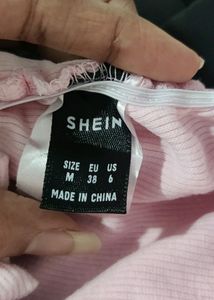 SHEIN
SIZE EU US
M 38 6
MADE IN CHINA